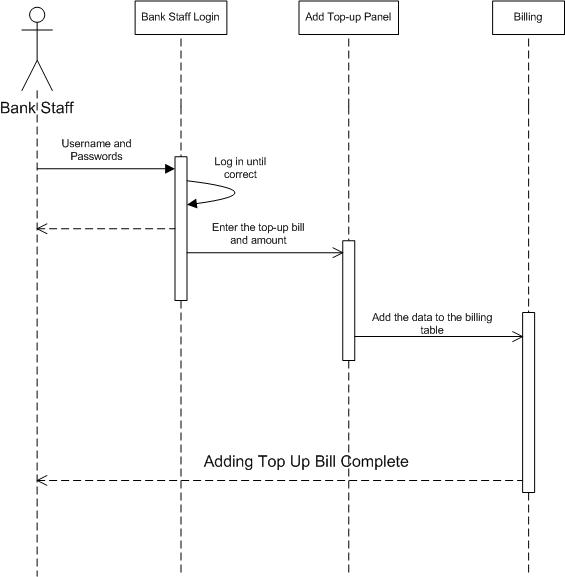 Bank Staff Login
Add Top-up Panel
Billing
Bank Staff
Username and
Passwords
Log in until
correct
Enter the top-up bill
and amount
Add the data to the billing
table
Adding Top Up Bill Complete